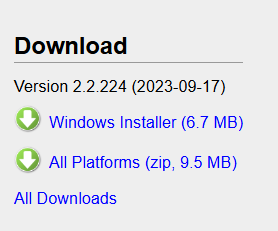 Download
Version 2.2.224 (2023-09-17)
Windows Installer (6.7 MB)
All Platforms (zip, 9.5 MB)
All Downloads